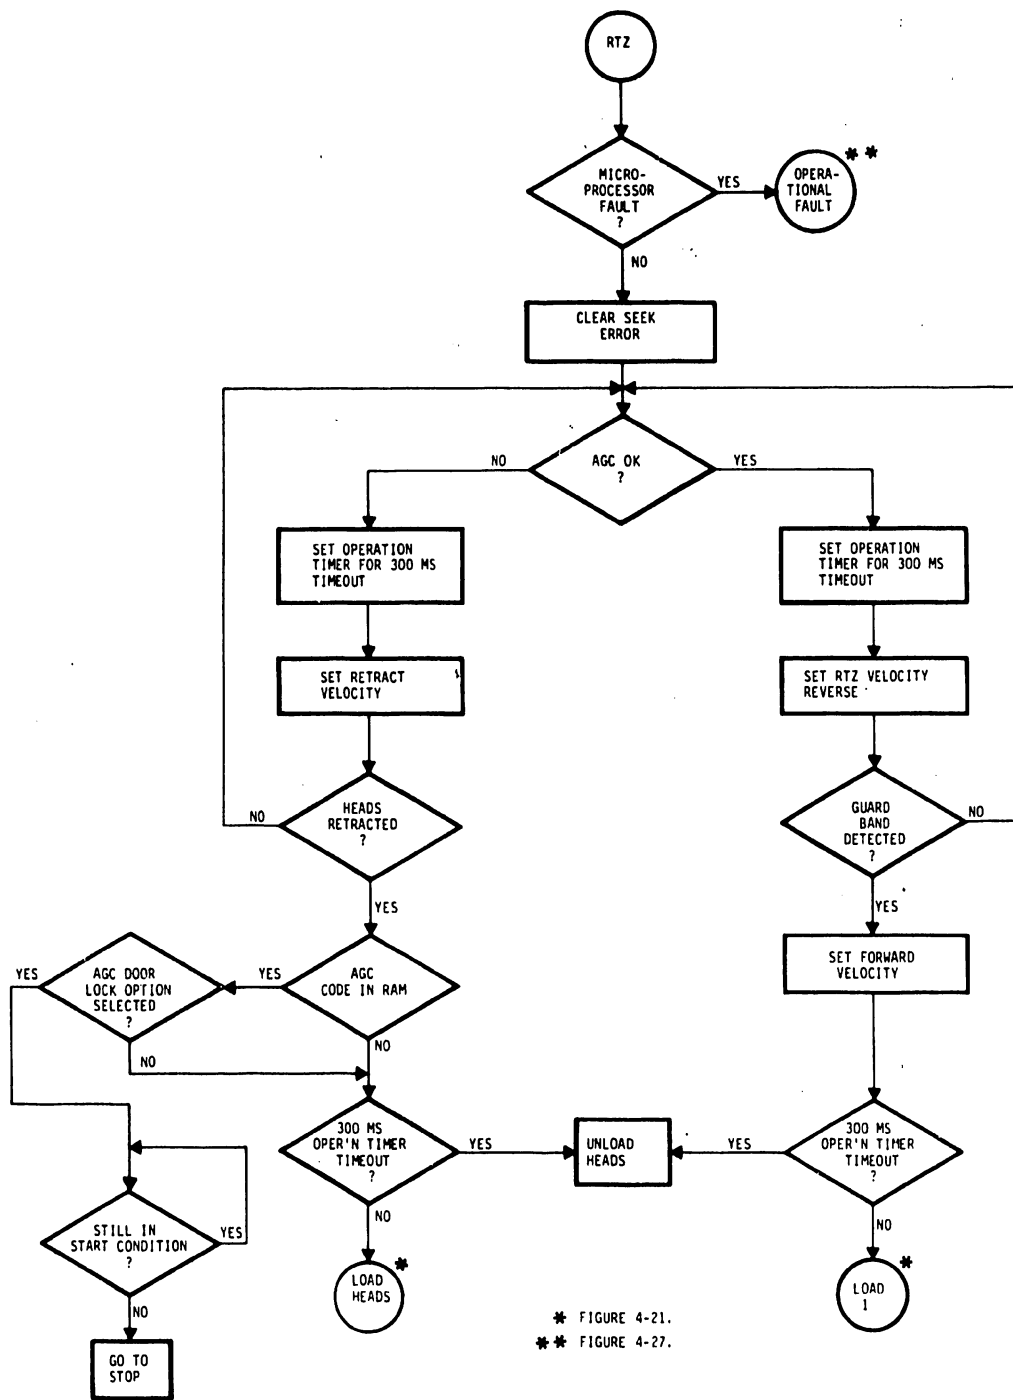 RTZ
MICRO-
PROCESSOR
FAULT
?
YES
OPERA-
TIONAL
FAULT
**
NO
CLEAR SEEK
ERROR
AGC OK
?
NO
YES
SET OPERATION
TIMER FOR 300 MS
TIMEOUT
SET OPERATION
TIMER FOR 300 MS
TIMEOUT
SET RETRACT
VELOCITY
SET RTZ VELOCITY
REVERSE
HEADS
RETRACTED
?
NO
YES
GUARD
BAND
DETECTED
?
NO
YES
AGC DOOR
LOCK OPTION
SELECTED
?
YES
NO
AGC
CODE IN RAM
YES
NO
SET FORWARD
VELOCITY
300 MS
OPER'N TIMER
TIMEOUT
?
YES
NO
UNLOAD
HEADS
300 MS
OPER'N TIMER
TIMEOUT
?
YES
NO
STILL IN
START CONDITION
?
YES
NO
LOAD
HEADS
*
LOAD
1
*
GO TO
STOP
* FIGURE 4-21.
** FIGURE 4-27.